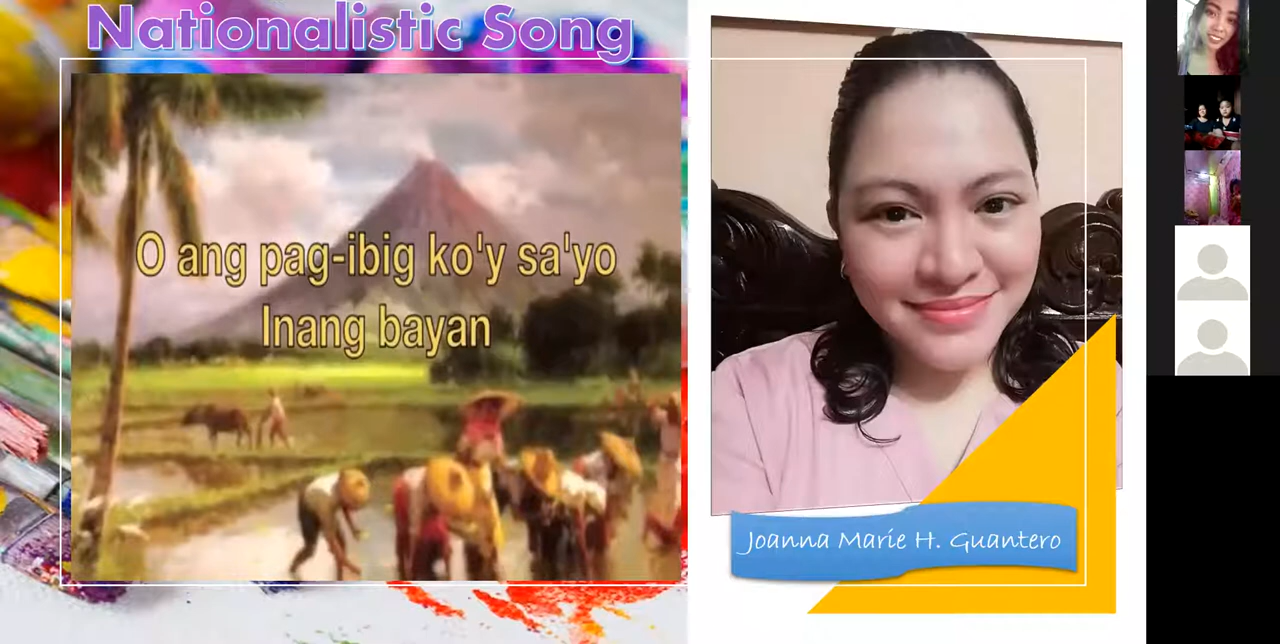 Nationalistic Song
O ang pag-ibig ko'y sa'yo
Inang bayan
Joanna Marie H. Guantero